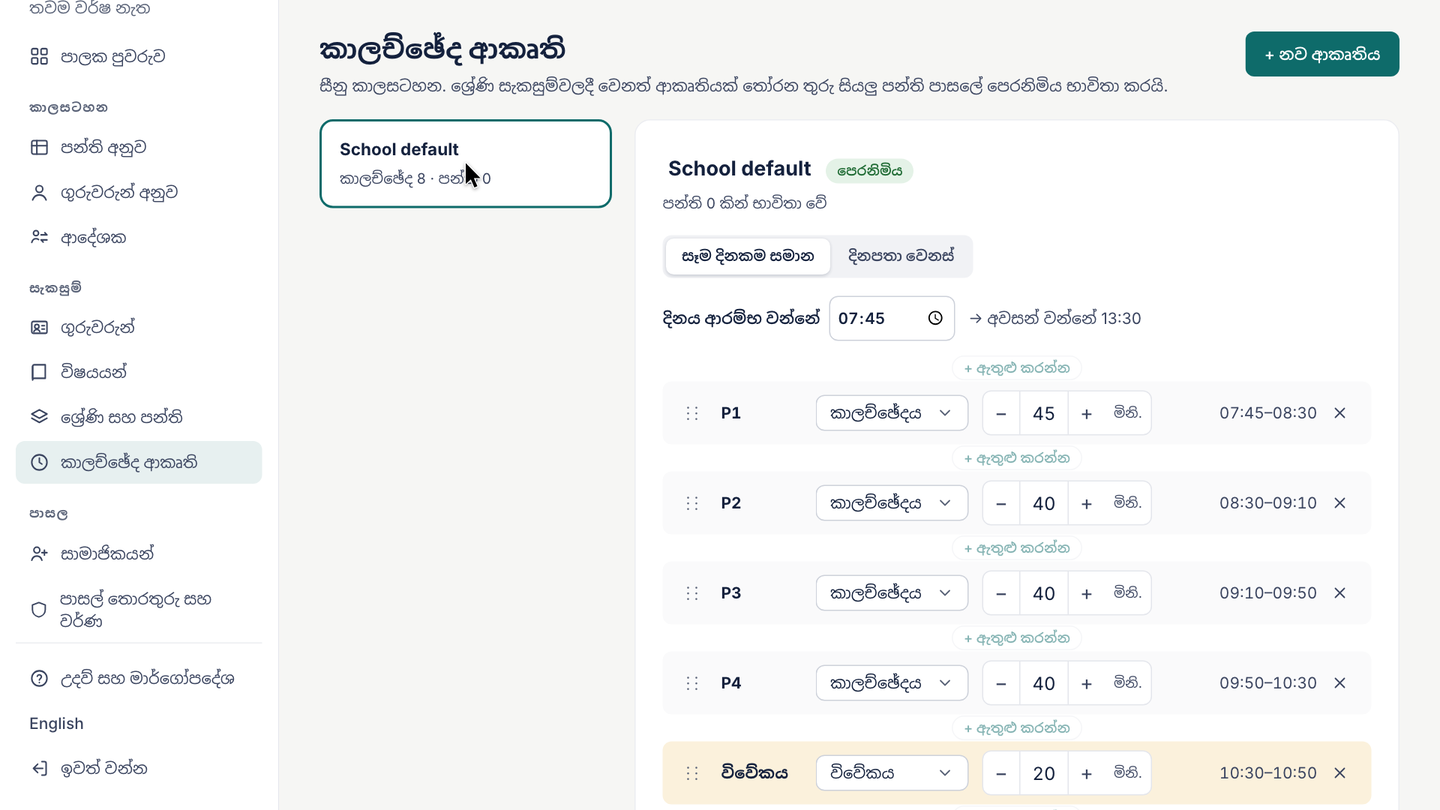 තවම වර්ෂ නැත
පාලක පුවරුව
කාලසටහන
පන්ති අනුව
ගුරුවරුන් අනුව
ආදේශක
සැකසුම්
ගුරුවරුන්
විෂයයන්
ශ්‍රේණි සහ පන්ති
කාලච්ඡේද ආකෘති
පාසල
සාමාජිකයන්
පාසල් තොරතුරු සහ
වර්ණ
උදව් සහ මාර්ගෝපදේශ
English
ඉවත් වන්න
කාලච්ඡේද ආකෘති
සීනු කාලසටහන. ශ්‍රේණි සැකසුම්වලදී වෙනත් ආකෘතියක් තෝරන තුරු සියලු පන්ති පාසලේ පෙරනිමිය භාවිතා කරයි.
+ නව ආකෘතිය
School default
කාලච්ඡේද 8 · 0
School default පෙරනිමිය
පන්ති 0 කින් භාවිතා වේ
සෑම දිනකම සමාන දිනපතා වෙනස්
දිනය ආරම්භ වන්නේ 07:45 → අවසන් වන්නේ 13:30
+ ඇතුළු කරන්න
P1 කාලච්ඡේදය − 45 + මිනි. 07:45–08:30 ×
+ ඇතුළු කරන්න
P2 කාලච්ඡේදය − 40 + මිනි. 08:30–09:10 ×
+ ඇතුළු කරන්න
P3 කාලච්ඡේදය − 40 + මිනි. 09:10–09:50 ×
+ ඇතුළු කරන්න
P4 කාලච්ඡේදය − 40 + මිනි. 09:50–10:30 ×
+ ඇතුළු කරන්න
විවේකය විවේකය − 20 + මිනි. 10:30–10:50 ×